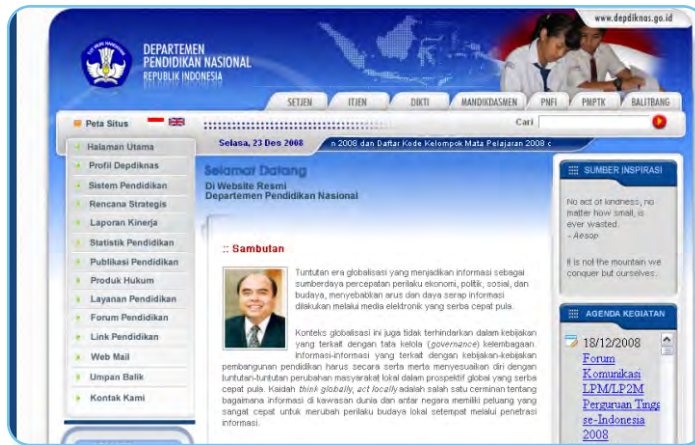 www.depdiknas.go.id
DEPARTEMEN
PENDIDIKAN NASIONAL
REPUBLIK INDONESIA
SETJEN
ITJEN
DIKTI
MANDIKDASMEN
PNFI
PMPTK
BALITBANG
Peta Situs
Cari
Selasa, 23 Des 2008
n 2008 dan Daftar Kode Kelompok Mata Pelajaran 2008
Halaman Utama
Profil Depdiknas
Sistem Pendidikan
Rencana Strategis
Laporan Kinerja
Statistik Pendidikan
Publikasi Pendidikan
Produk Hukum
Layanan Pendidikan
Forum Pendidikan
Link Pendidikan
Web Mail
Umpan Balik
Kontak Kami
Selamat Datang
Di Website Resmi
Departemen Pendidikan Nasional
:: Sambutan
Tuntutan era globalisasi yang menjadikan informasi sebagai
sumberdaya percepatan perilaku ekonomi, politik, sosial, dan
budaya, menyebabkan arus dan daya serap informasi
dilakukan melalui media elektronik yang serba cepat pula.
Konteks globalisasi ini juga tidak terhindarkan dalam kebijakan
yang terkait dengan tata kelola (governance) kelembagaan.
Informasi-informasi yang terkait dengan kebijakan-kebijakan
pembangunan pendidikan harus secara serta merta menyesuaikan diri dengan
tuntutan-tuntutan perubahan masyarakat lokal dalam prospektif global yang serba
cepat pula. Kaidah think globally, act locally adalah salah satu cerminan tentang
bagaimana informasi di kawasan dunia dan antar negara memiliki peluang yang
sangat cepat untuk merubah perilaku budaya lokal setempat melalui penetrasi
informasi.
SUMBER INSPIRASI
No act of kindness, no
matter how small, is
ever wasted.
- Aesop
It is not the mountain we
conquer but ourselves.
AGENDA KEGIATAN
18/12/2008
Forum
Komunikasi
LPM/LP2M
Perguruan Tingg
se-Indonesia
2008